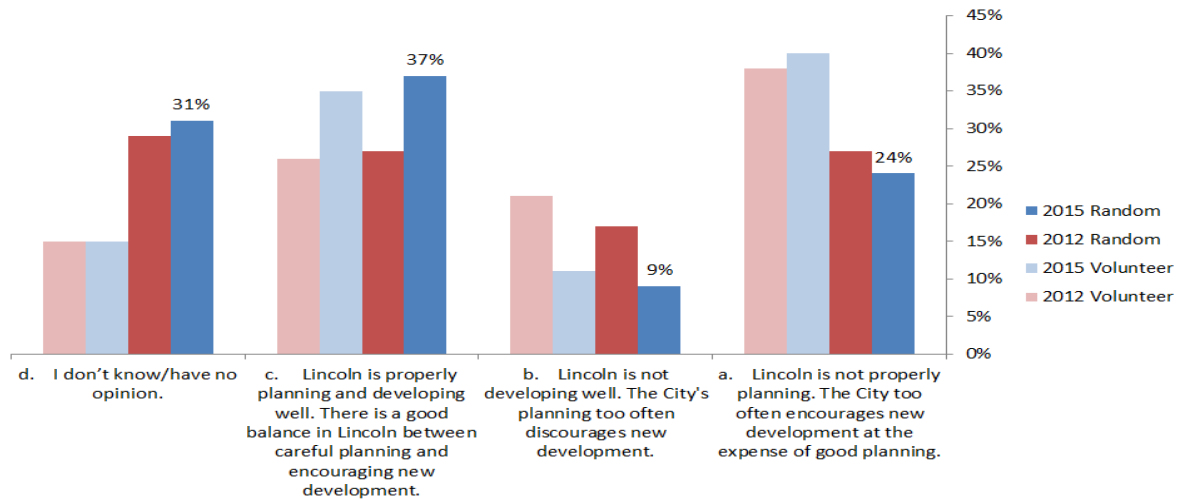 45%
40%
35%
30%
25%
20%
15%
10%
5%
0%
31%
37%
9%
24%
2015 Random
2012 Random
2015 Volunteer
2012 Volunteer
d. I don’t know/have no
opinion.
c. Lincoln is properly
planning and developing
well. There is a good
balance in Lincoln between
careful planning and
encouraging new
development.
b. Lincoln is not
developing well. The City's
planning too often
discourages new
development.
a. Lincoln is not properly
planning. The City too
often encourages new
development at the
expense of good planning.